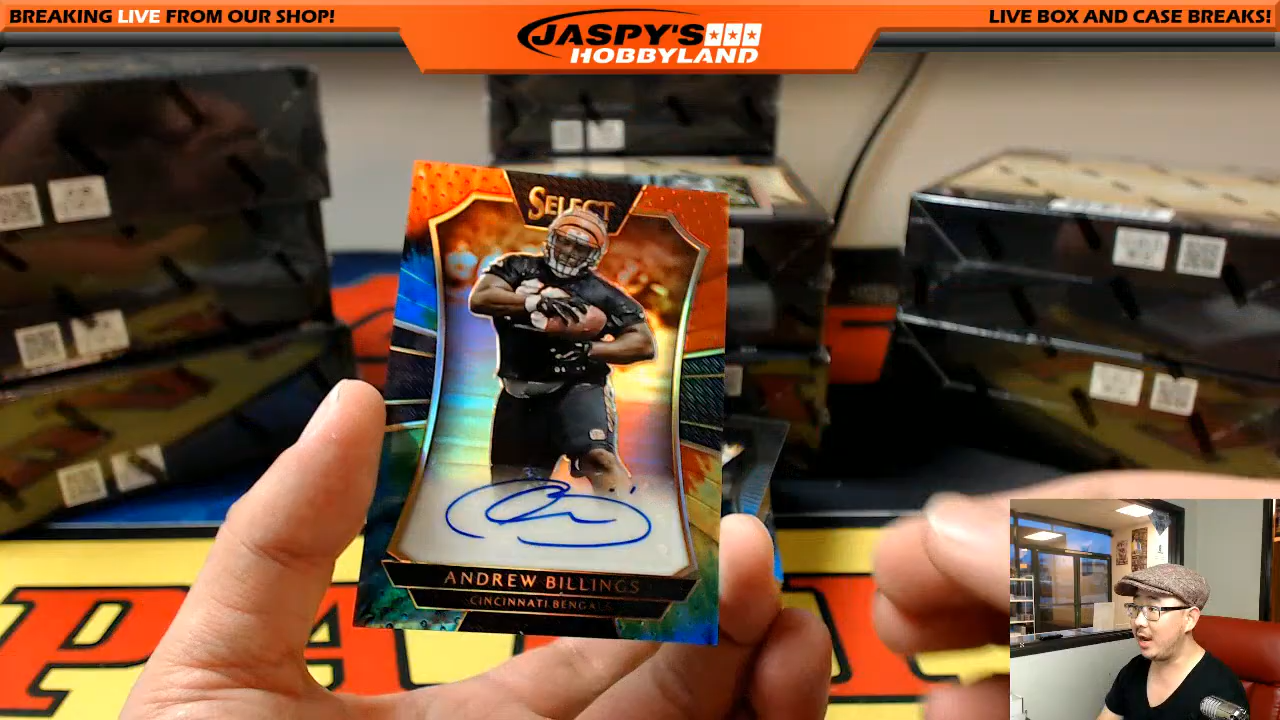 BREAKING LIVE FROM OUR SHOP!
JASPY'S
HOBBYLAND
LIVE BOX AND CASE BREAKS!
SELECT
ANDREW BILLINGS
CINCINNATI BENGALS